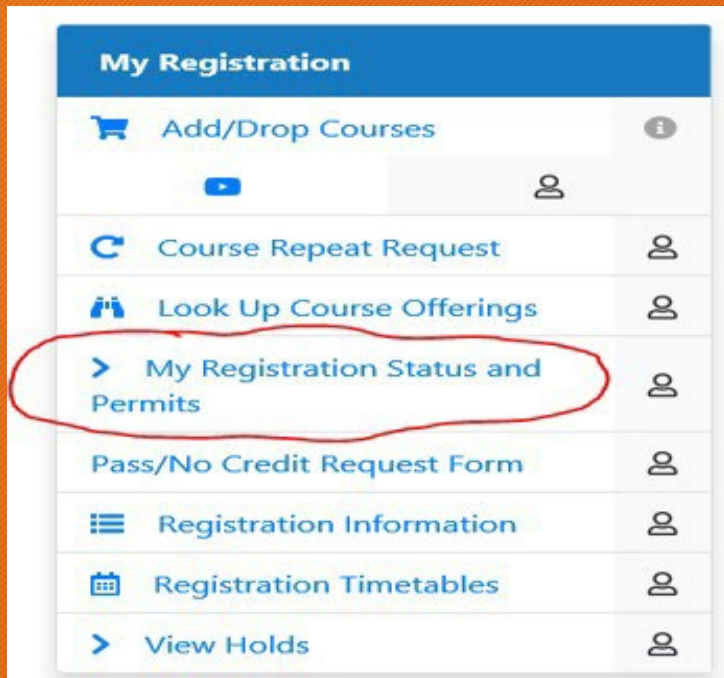 My Registration
Add/Drop Courses
Course Repeat Request
Look Up Course Offerings
My Registration Status and
Permits
Pass/No Credit Request Form
Registration Information
Registration Timetables
View Holds